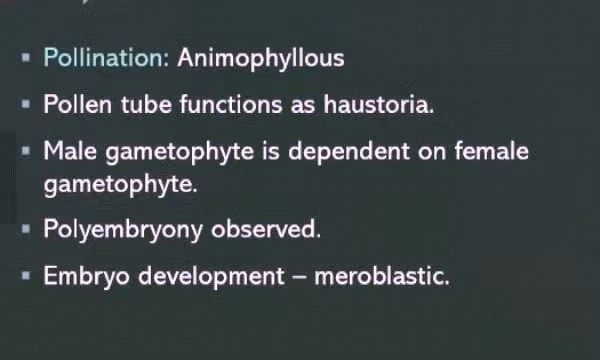 Pollination: Animophyllous
Pollen tube functions as haustoria.
Male gametophyte is dependent on female
gametophyte.
Polyembryony observed.
Embryo development – meroblastic.